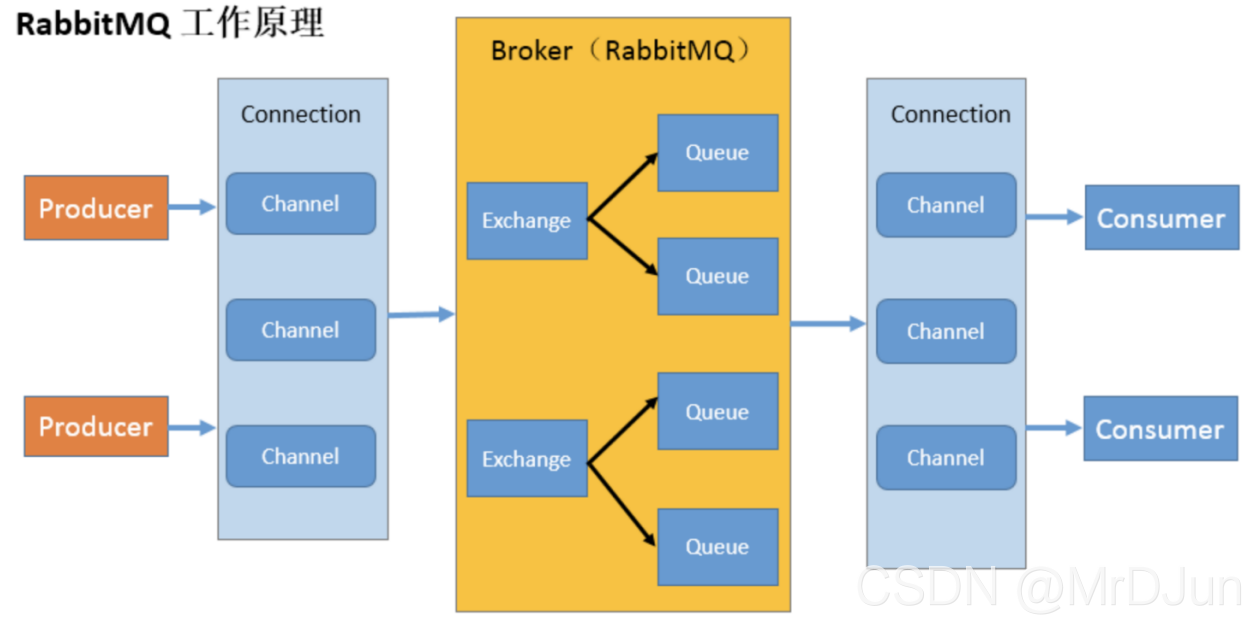 RabbitMQ 工作原理
Broker（RabbitMQ）
Connection
Connection
Producer
Channel
Exchange
Queue
Queue
Channel
Consumer
Channel
Channel
Producer
Channel
Exchange
Queue
Queue
Channel
Consumer
CSDN @MrDJun